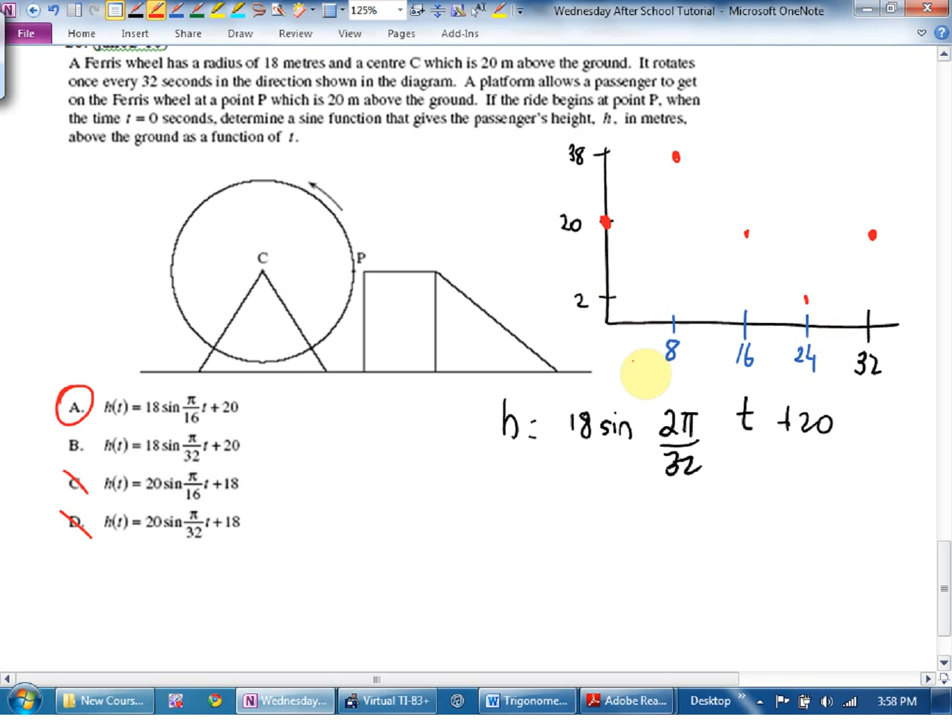 125%
Wednesday After School Tutorial - Microsoft OneNote
File Home Insert Share Draw Review View Pages Add-Ins
A Ferris wheel has a radius of 18 metres and a centre C which is 20 m above the ground. It rotates
once every 32 seconds in the direction shown in the diagram. A platform allows a passenger to get
on the Ferris wheel at a point P which is 20 m above the ground. If the ride begins at point P, when
the time t = 0 seconds, determine a sine function that gives the passenger's height, h, in metres,
above the ground as a function of t.
38
20
2
8 16 24 32
C
P
A. h(t) = 18 sin π/16 t + 20
B. h(t) = 18 sin π/32 t + 20
C. h(t) = 20 sin π/16 t + 18
D. h(t) = 20 sin π/32 t + 18
h = 18 sin 2π/32 t + 20
New Cours... Wednesday... Virtual TI-83+ Trigonome... Adobe Rea... Desktop 3:58 PM